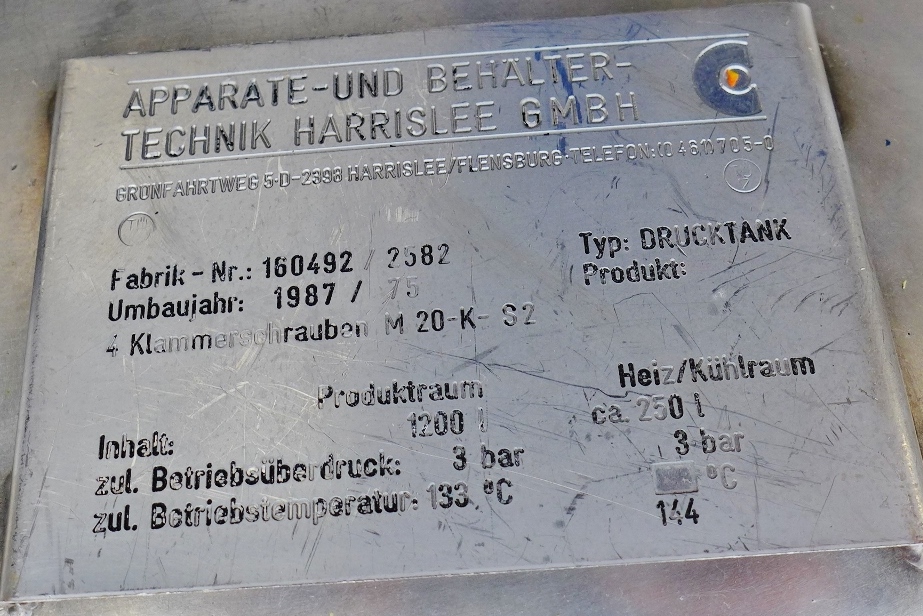 APPARATE-UND BEHÄLTER-
TECHNIK HARRISLEE GMBH
GRÜNFAHRTWEG 5·D-2398 HARRISLEE/FLENSBURG·TELEFON:(0461)705-0
Fabrik-Nr.: 160492 / 2582
Typ: DRUCKTANK
Umbaujahr: 1987 / 75
Produkt:
4 Klammerschrauben M 20-K-S2
Produktraum Heiz/Kühlraum
Inhalt: 1200 l ca. 250 l
zul. Betriebsüberdruck: 3 bar 3 bar
zul. Betriebstemperatur: 133 °C °C
144